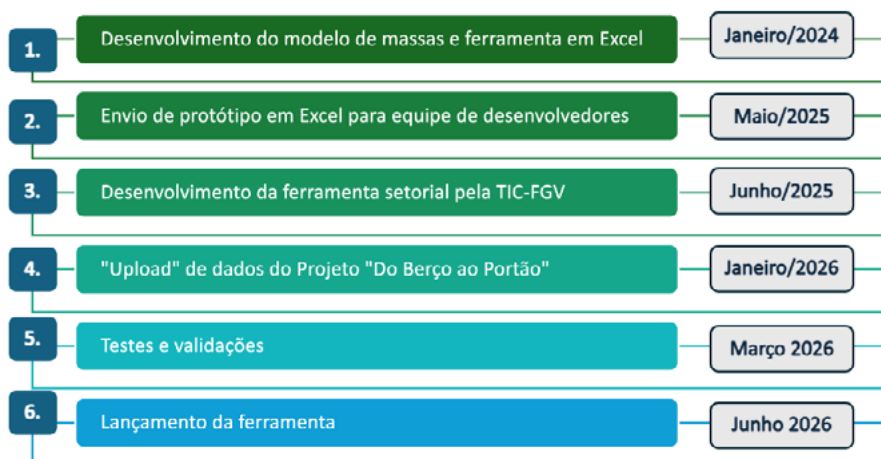 1. Desenvolvimento do modelo de massas e ferramenta em Excel Janeiro/2024
2. Envio de protótipo em Excel para equipe de desenvolvedores Maio/2025
3. Desenvolvimento da ferramenta setorial pela TIC-FGV Junho/2025
4. "Upload" de dados do Projeto "Do Berço ao Portão" Janeiro/2026
5. Testes e validações Março 2026
6. Lançamento da ferramenta Junho 2026